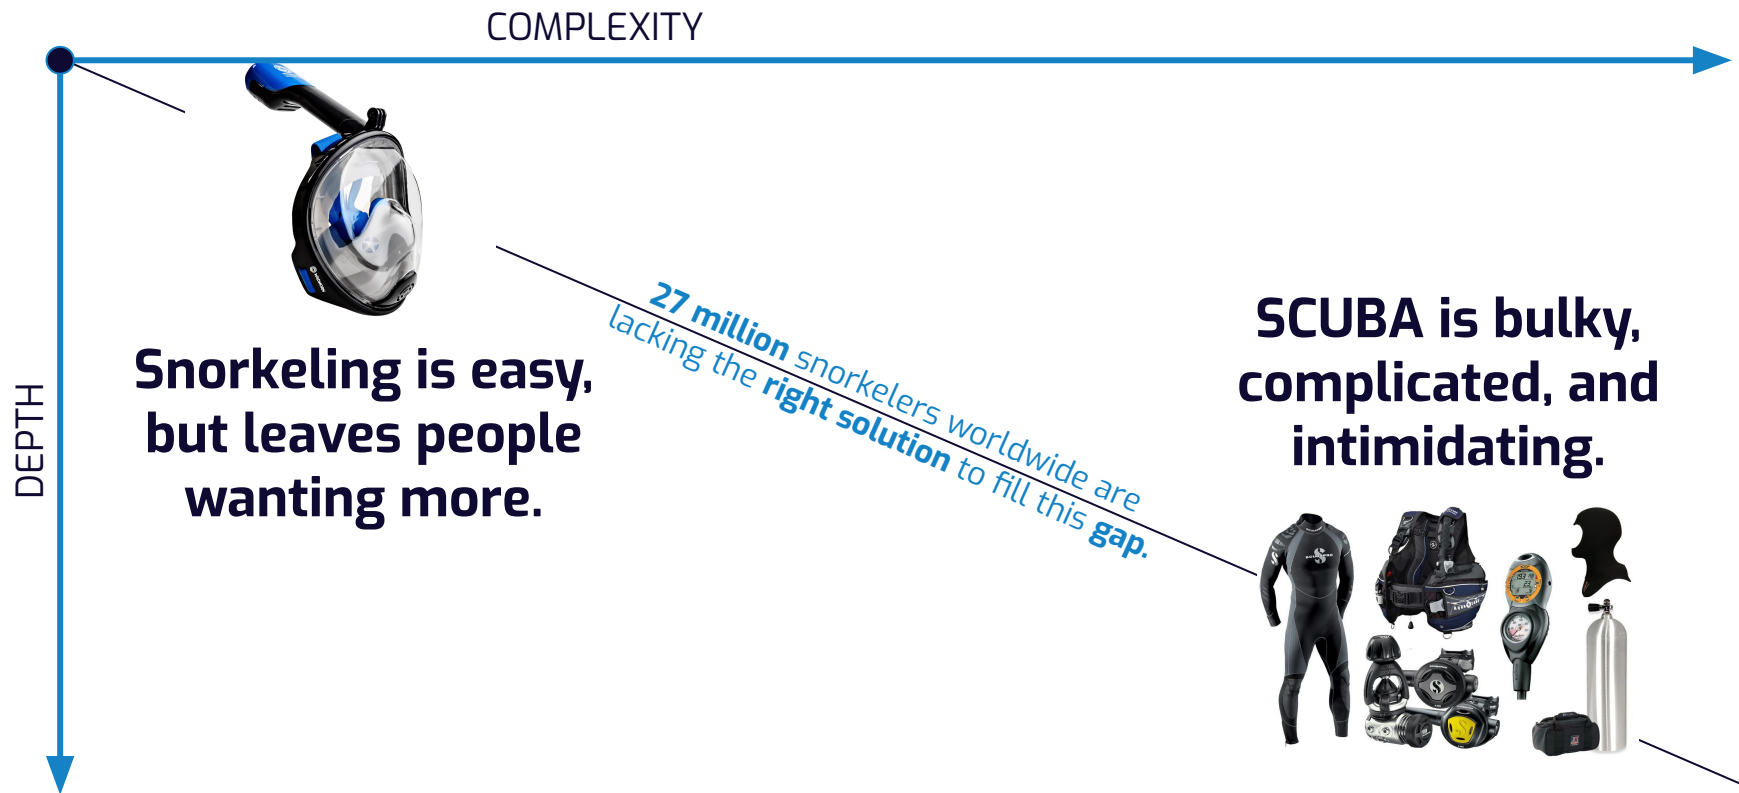 COMPLEXITY
DEPTH
Snorkeling is easy,
but leaves people
wanting more.
27 million snorkelers worldwide are
lacking the right solution to fill this gap.
SCUBA is bulky,
complicated, and
intimidating.